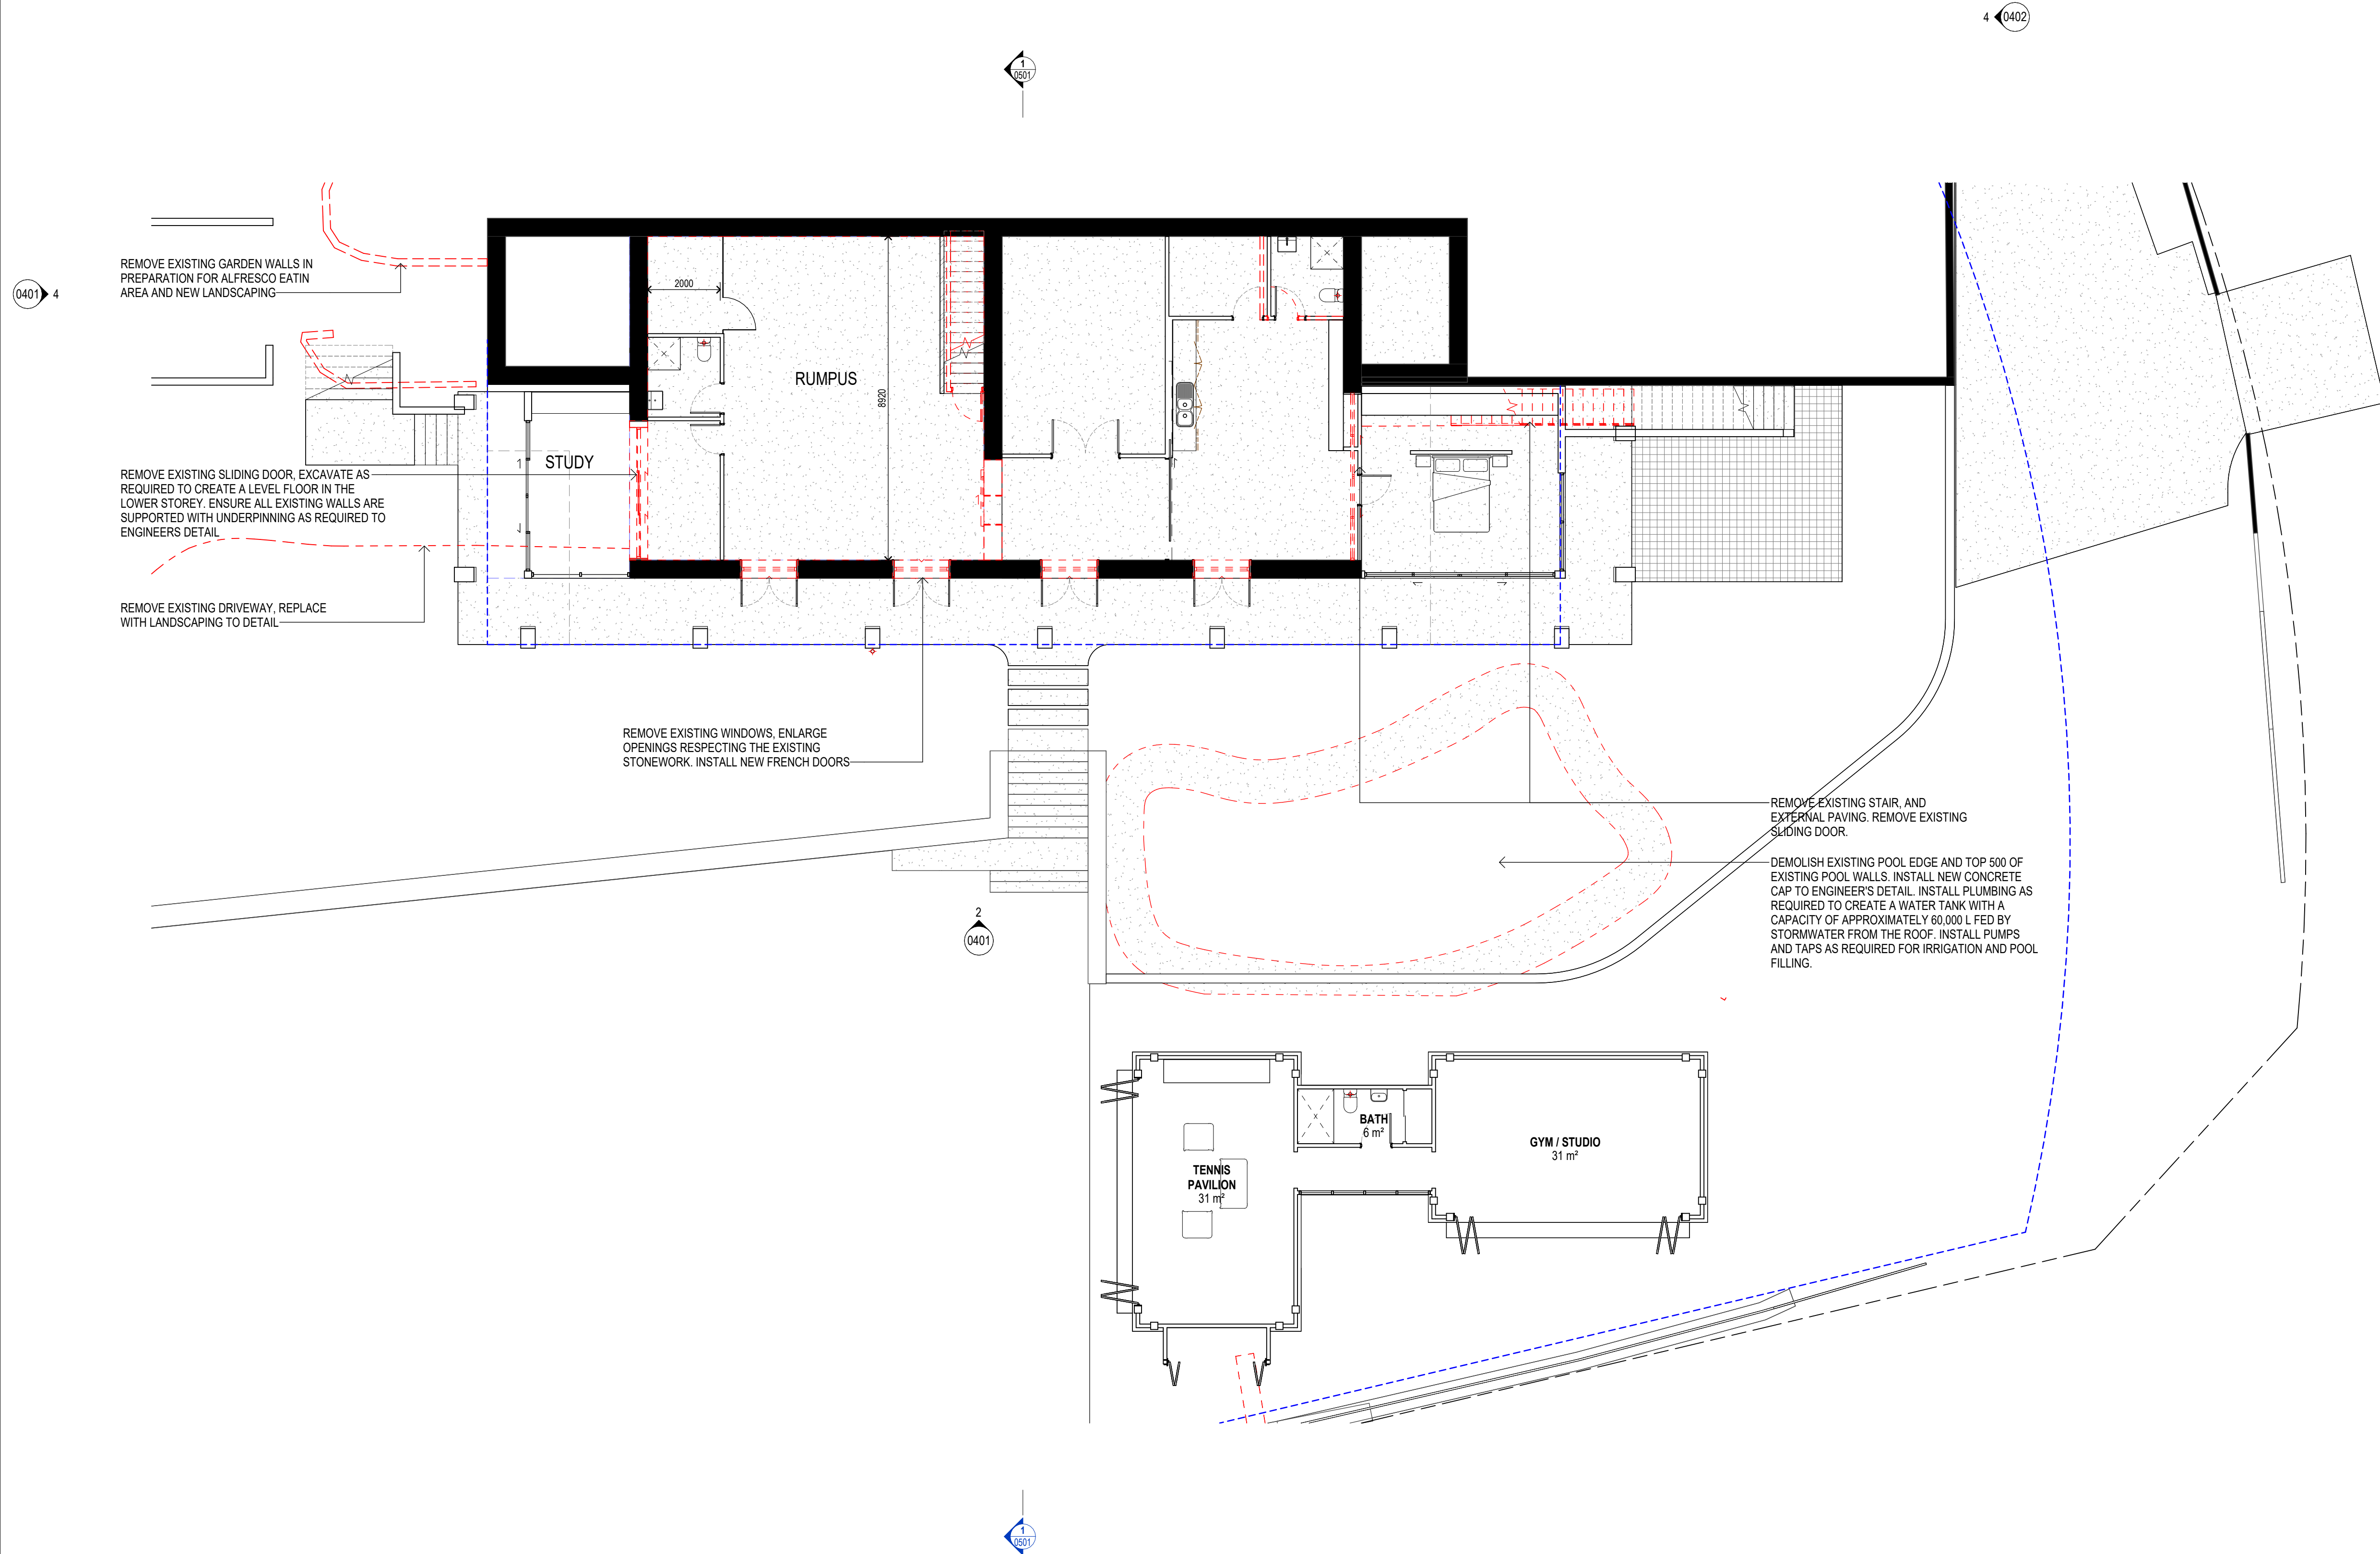 4 0402
1
0501
REMOVE EXISTING GARDEN WALLS IN
PREPARATION FOR ALFRESCO EATIN
AREA AND NEW LANDSCAPING
0401 4
2000
RUMPUS
8920
STUDY
REMOVE EXISTING SLIDING DOOR, EXCAVATE AS
REQUIRED TO CREATE A LEVEL FLOOR IN THE
LOWER STOREY. ENSURE ALL EXISTING WALLS ARE
SUPPORTED WITH UNDERPINNING AS REQUIRED TO
ENGINEERS DETAIL
REMOVE EXISTING DRIVEWAY, REPLACE
WITH LANDSCAPING TO DETAIL
REMOVE EXISTING WINDOWS, ENLARGE
OPENINGS RESPECTING THE EXISTING
STONEWORK. INSTALL NEW FRENCH DOORS
REMOVE EXISTING STAIR, AND
EXTERNAL PAVING. REMOVE EXISTING
SLIDING DOOR.
DEMOLISH EXISTING POOL EDGE AND TOP 500 OF
EXISTING POOL WALLS. INSTALL NEW CONCRETE
CAP TO ENGINEER'S DETAIL. INSTALL PLUMBING AS
REQUIRED TO CREATE A WATER TANK WITH A
CAPACITY OF APPROXIMATELY 60,000 L FED BY
STORMWATER FROM THE ROOF. INSTALL PUMPS
AND TAPS AS REQUIRED FOR IRRIGATION AND POOL
FILLING.
2
0401
BATH
6 m²
GYM / STUDIO
31 m²
TENNIS
PAVILION
31 m²
1
0501